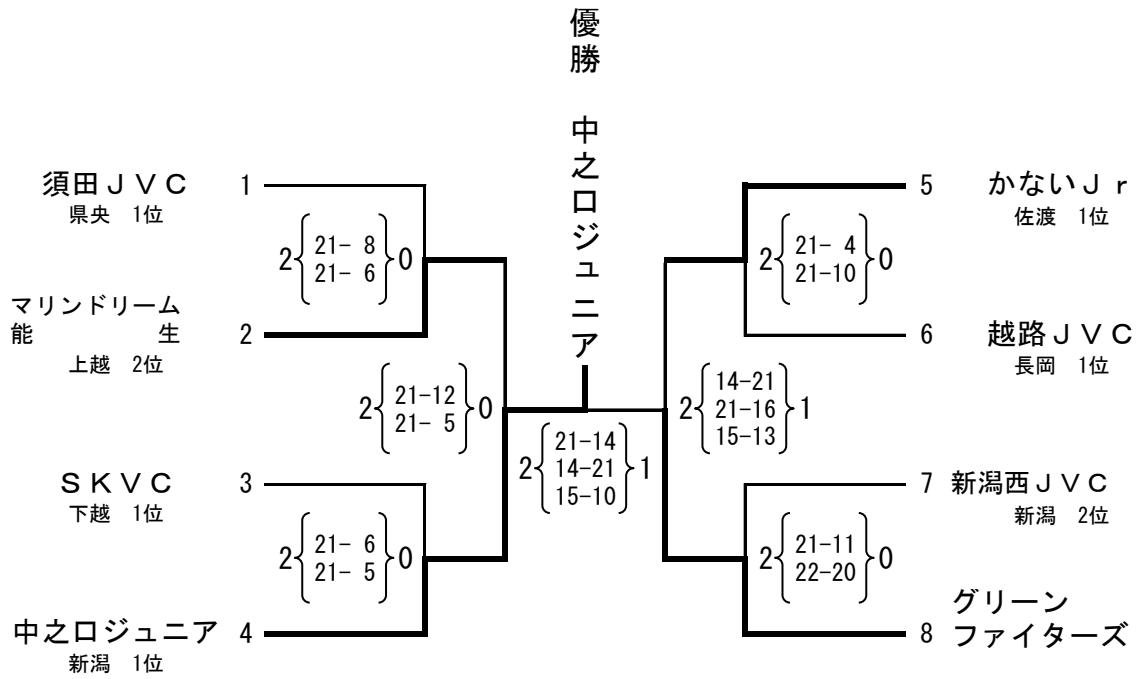 優勝 中之口ジュニア
須田ＪＶＣ 1
県央 1位
2 21- 8 0
21- 6
マリンドリーム
能生 2
上越 2位
2 21-12 0
21- 5
ＳＫＶＣ 3
下越 1位
2 21- 6 0
21- 5
中之口ジュニア 4
新潟 1位
21-14
2 14-21 1
15-10
5 かないＪｒ
佐渡 1位
2 21- 4 0
21-10
6 越路ＪＶＣ
長岡 1位
14-21
2 21-16 1
15-13
7 新潟西ＪＶＣ
新潟 2位
2 21-11 0
22-20
グリーン
8 ファイターズ